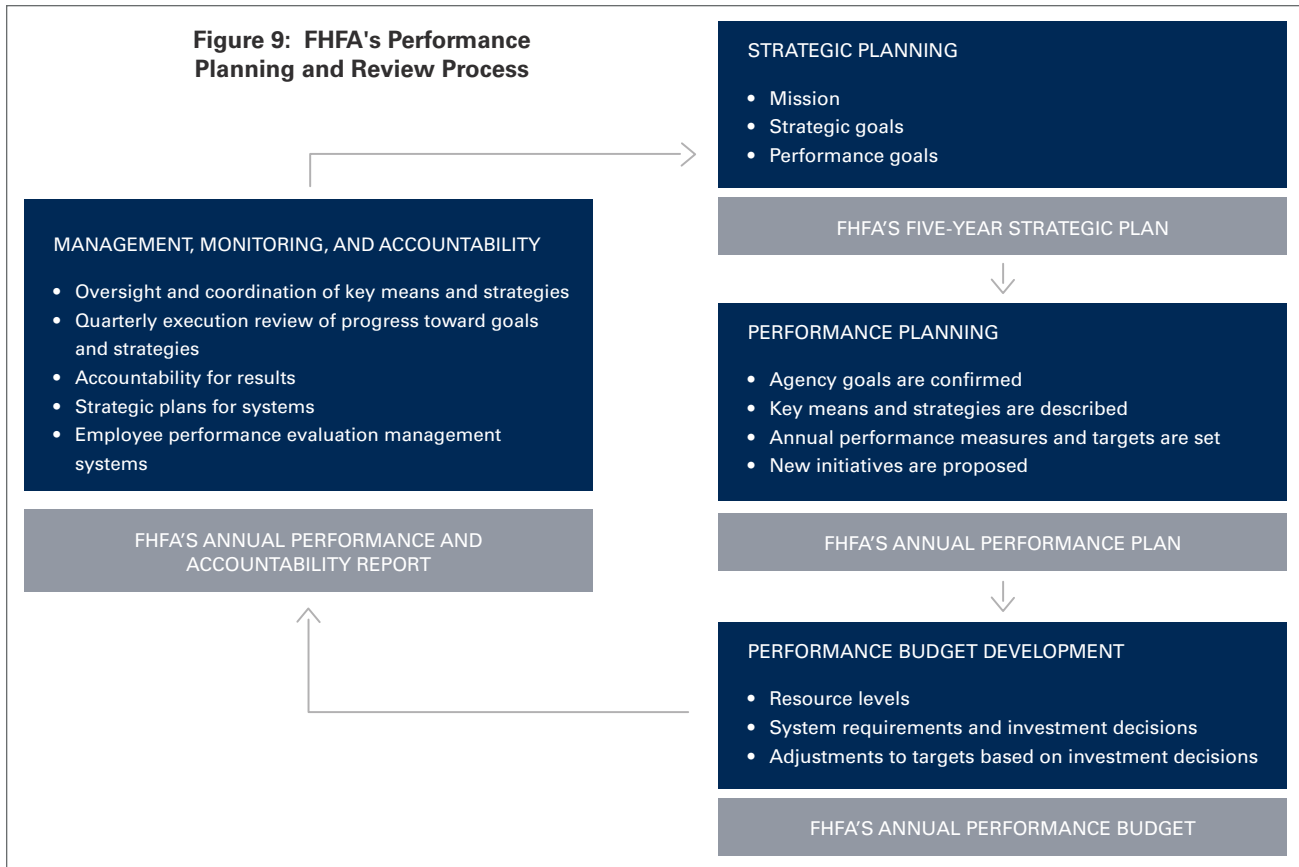 Figure 9:  FHFA's Performance
Planning and Review Process
STRATEGIC PLANNING
• Mission
• Strategic goals
• Performance goals
FHFA'S FIVE-YEAR STRATEGIC PLAN
PERFORMANCE PLANNING
• Agency goals are confirmed
• Key means and strategies are described
• Annual performance measures and targets are set
• New initiatives are proposed
FHFA'S ANNUAL PERFORMANCE PLAN
PERFORMANCE BUDGET DEVELOPMENT
• Resource levels
• System requirements and investment decisions
• Adjustments to targets based on investment decisions
FHFA'S ANNUAL PERFORMANCE BUDGET
MANAGEMENT, MONITORING, AND ACCOUNTABILITY
• Oversight and coordination of key means and strategies
• Quarterly execution review of progress toward goals
and strategies
• Accountability for results
• Strategic plans for systems
• Employee performance evaluation management
systems
FHFA'S ANNUAL PERFORMANCE AND
ACCOUNTABILITY REPORT